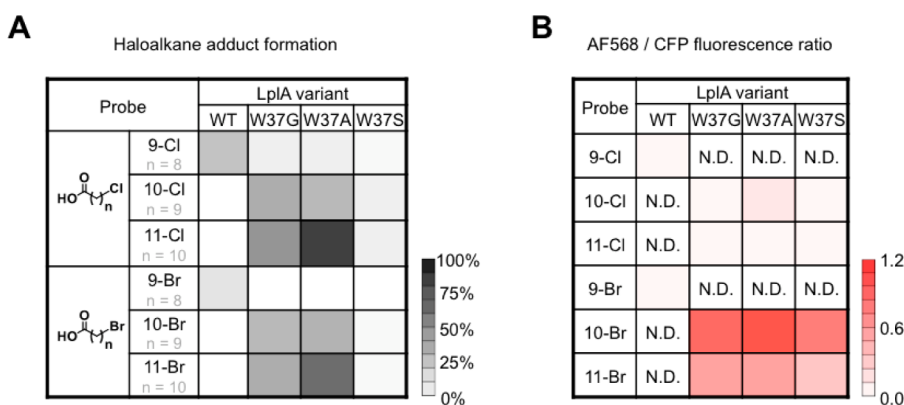 A
Haloalkane adduct formation
Probe
LplA variant
WT W37G W37A W37S
O
HO
Cl
n
9-Cl
n = 8
10-Cl
n = 9
11-Cl
n = 10
O
HO
Br
n
9-Br
n = 8
10-Br
n = 9
11-Br
n = 10
100%
75%
50%
25%
0%
B
AF568 / CFP fluorescence ratio
Probe
LplA variant
WT W37G W37A W37S
9-Cl N.D. N.D. N.D.
10-Cl N.D.
11-Cl N.D.
9-Br N.D. N.D. N.D.
10-Br N.D.
11-Br N.D.
1.2
0.6
0.0